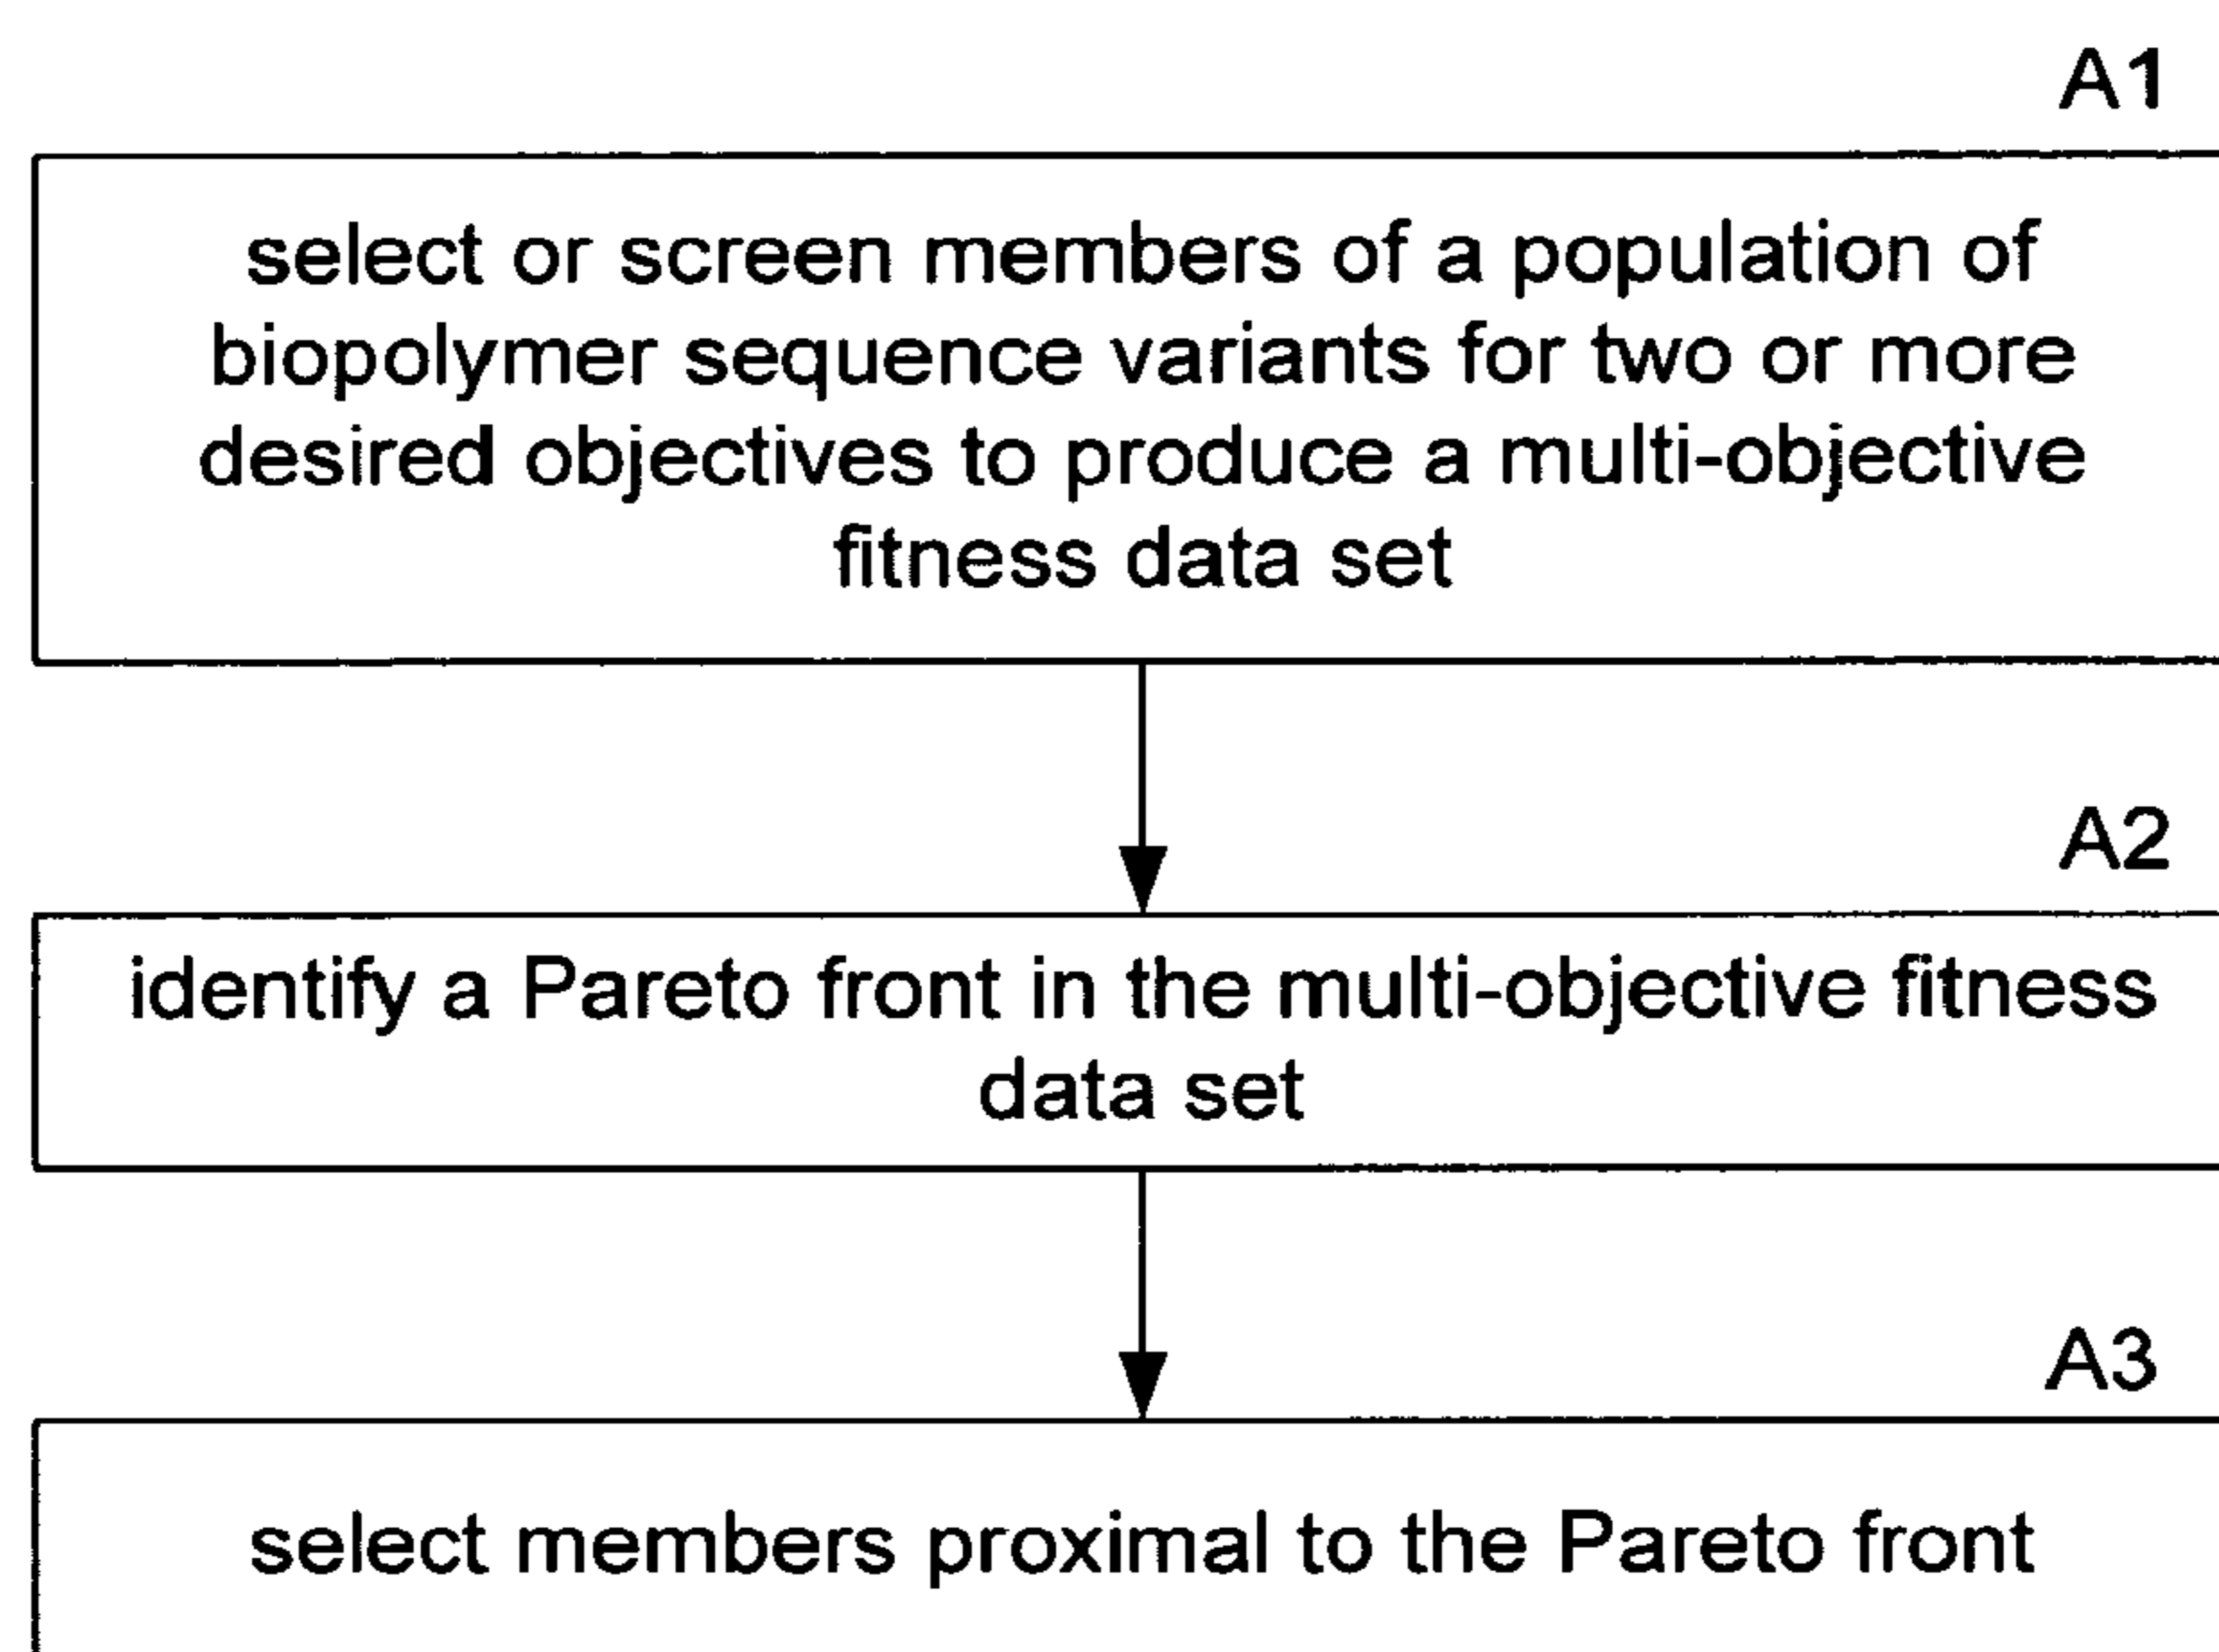 A1
select or screen members of a population of
biopolymer sequence variants for two or more
desired objectives to produce a multi-objective
fitness data set
A2
identify a Pareto front in the multi-objective fitness
data set
A3
select members proximal to the Pareto front